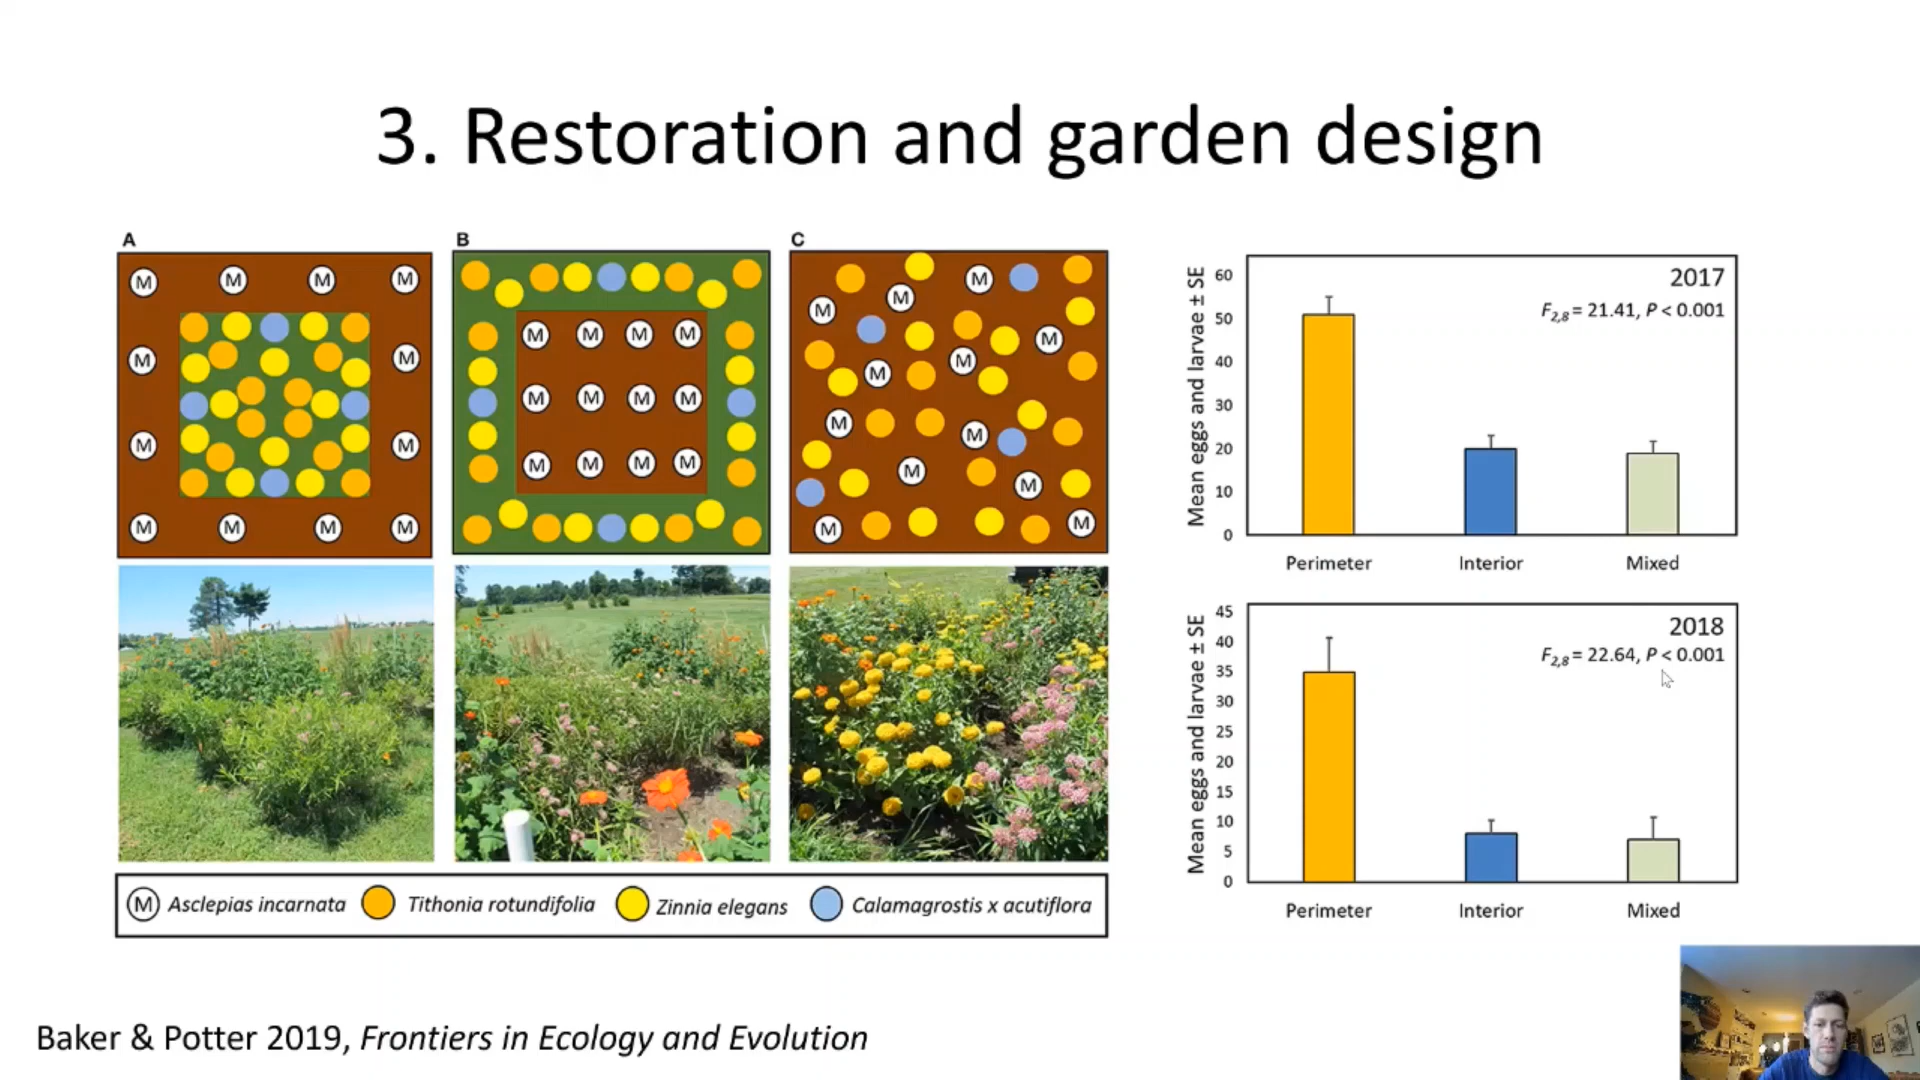 3. Restoration and garden design
A
B
C
M M M M
M M
M M
M M M M
M M M M
M M M M
M M M M
M
M
M
M
M
M
M
M
M
M
M
M
Asclepias incarnata
M
Tithonia rotundifolia
Zinnia elegans
Calamagrostis x acutiflora
2017
F2,8 = 21.41, P < 0.001
Mean eggs and larvae ± SE
60
50
40
30
20
10
0
Perimeter Interior Mixed
2018
F2,8 = 22.64, P < 0.001
Mean eggs and larvae ± SE
45
40
35
30
25
20
15
10
5
0
Perimeter Interior Mixed
Baker & Potter 2019, Frontiers in Ecology and Evolution